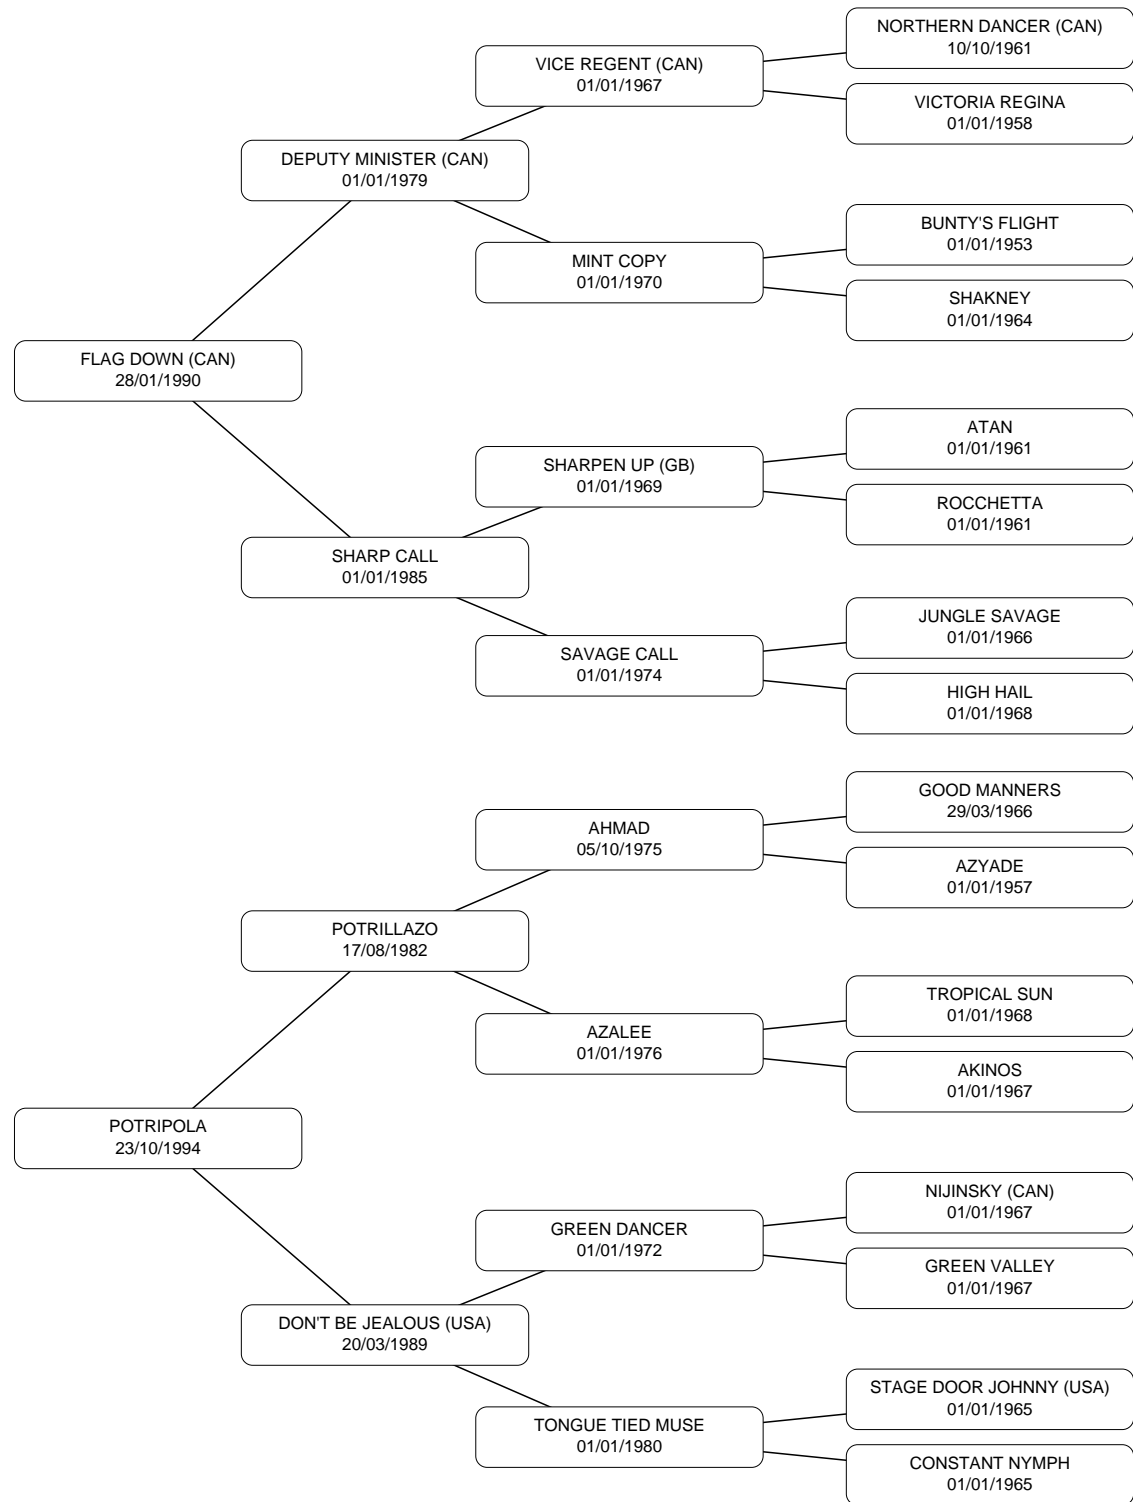 NORTHERN DANCER (CAN)
10/10/1961
VICE REGENT (CAN)
01/01/1967
VICTORIA REGINA
01/01/1958
DEPUTY MINISTER (CAN)
01/01/1979
BUNTY'S FLIGHT
01/01/1953
MINT COPY
01/01/1970
SHAKNEY
01/01/1964
FLAG DOWN (CAN)
28/01/1990
ATAN
01/01/1961
SHARPEN UP (GB)
01/01/1969
ROCCHETTA
01/01/1961
SHARP CALL
01/01/1985
JUNGLE SAVAGE
01/01/1966
SAVAGE CALL
01/01/1974
HIGH HAIL
01/01/1968
GOOD MANNERS
29/03/1966
AHMAD
05/10/1975
AZYADE
01/01/1957
POTRILLAZO
17/08/1982
TROPICAL SUN
01/01/1968
AZALEE
01/01/1976
AKINOS
01/01/1967
POTRIPOLA
23/10/1994
NIJINSKY (CAN)
01/01/1967
GREEN DANCER
01/01/1972
GREEN VALLEY
01/01/1967
DON'T BE JEALOUS (USA)
20/03/1989
STAGE DOOR JOHNNY (USA)
01/01/1965
TONGUE TIED MUSE
01/01/1980
CONSTANT NYMPH
01/01/1965